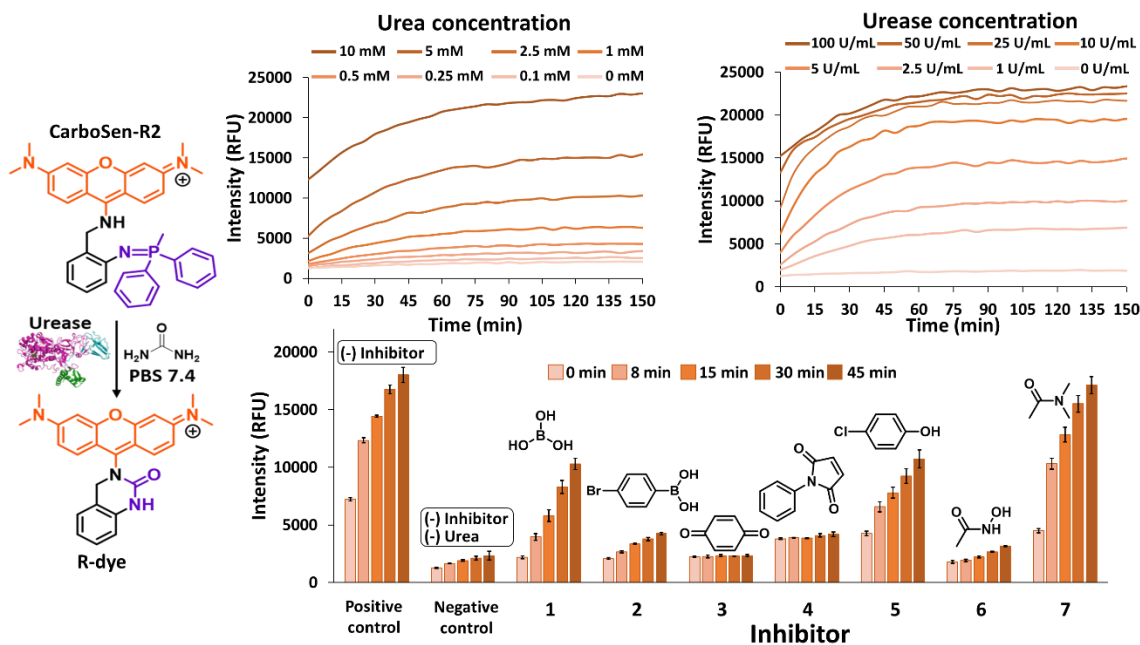 Urea concentration
10 mM 5 mM 2.5 mM 1 mM
0.5 mM 0.25 mM 0.1 mM 0 mM
25000
20000
15000
10000
5000
0
Intensity (RFU)
0 15 30 45 60 75 90 105 120 135 150
Time (min)
Urease concentration
100 U/mL 50 U/mL 25 U/mL 10 U/mL
5 U/mL 2.5 U/mL 1 U/mL 0 U/mL
25000
20000
15000
10000
5000
0
Intensity (RFU)
0 15 30 45 60 75 90 105 120 135 150
Time (min)
CarboSen-R2
N O N
+
NH
N P
Urease
O
H₂N NH₂
PBS 7.4
N O N
+
N O
NH
R-dye
20000
15000
10000
5000
0
Intensity (RFU)
(-) Inhibitor
0 min 8 min 15 min 30 min 45 min
(-) Inhibitor
(-) Urea
OH
B
HO OH
Br B OH
OH
O O
O
N
O
Cl OH
O OH
NH
O
N
Positive control
Negative control
1 2 3 4 5 6 7
Inhibitor